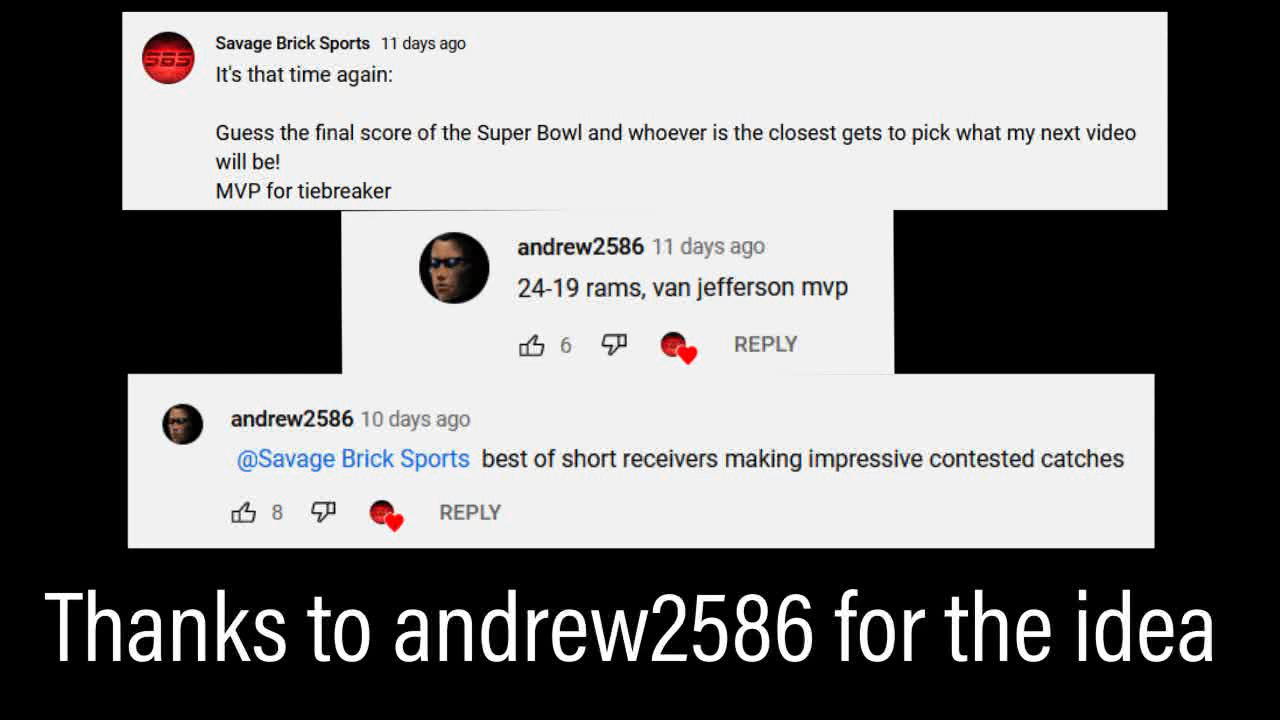 SBS
Savage Brick Sports 11 days ago
It's that time again:
Guess the final score of the Super Bowl and whoever is the closest gets to pick what my next video
will be!
MVP for tiebreaker
andrew2586 11 days ago
24-19 rams, van jefferson mvp
6 REPLY
andrew2586 10 days ago
@Savage Brick Sports best of short receivers making impressive contested catches
8 REPLY
Thanks to andrew2586 for the idea